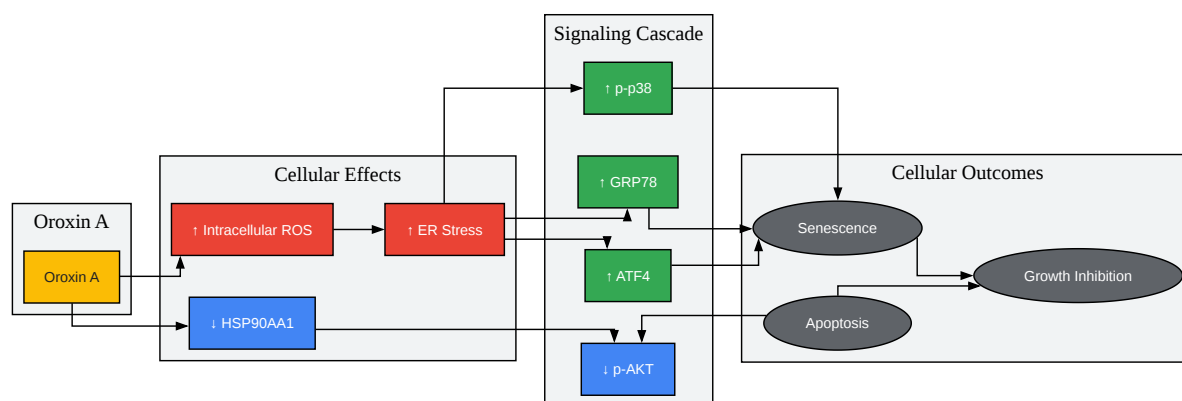 Signaling Cascade
↑ p-p38
Cellular Effects
Cellular Outcomes
↑ GRP78
Oroxin A
↑ Intracellular ROS
↑ ER Stress
Senescence
Oroxin A
↑ ATF4
Growth Inhibition
↓ HSP90AA1
Apoptosis
↓ p-AKT